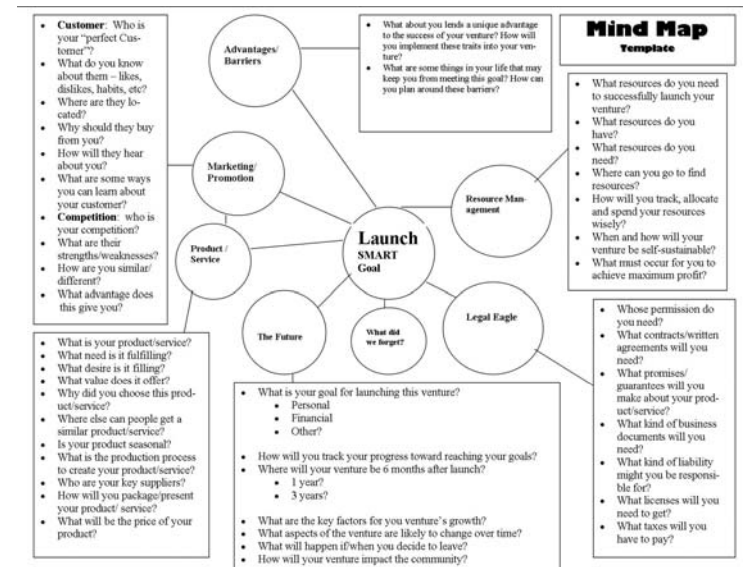 Mind Map
Template
• Customer: Who is
your “perfect Cus-
tomer”?
• What do you know
about them – likes,
dislikes, habits, etc?
• Where are they lo-
cated?
• Why should they buy
from you?
• How will they hear
about you?
• What are some ways
you can learn about
your customer?
• Competition: who is
your competition?
• What are their
strengths/weaknesses?
• How are you similar/
different?
• What advantage does
this give you?
Advantages/
Barriers
• What about you lends a unique advantage
to the success of your venture? How will
you implement these traits into your ven-
ture?
• What are some things in your life that may
keep you from meeting this goal? How can
you plan around these barriers?
• What resources do you need
to successfully launch your
venture?
• What resources do you
have?
• What resources do you
need?
• Where can you go to find
resources?
• How will you track, allocate
and spend your resources
wisely?
• When and how will your
venture be self-sustainable?
• What must occur for you to
achieve maximum profit?
Marketing/
Promotion
Resource Man-
agement
Product /
Service
Launch
SMART
Goal
The Future
What did
we forget?
Legal Eagle
• What is your product/service?
• What need is it fulfilling?
• What desire is it filling?
• What value does it offer?
• Why did you choose this prod-
uct/service?
• Where else can people get a
similar product/service?
• Is your product seasonal?
• What is the production process
to create your product/service?
• Who are your key suppliers?
• How will you package/present
your product/ service?
• What will be the price of your
product?
• What is your goal for launching this venture?
• Personal
• Financial
• Other?
• How will you track your progress toward reaching your goals?
• Where will your venture be 6 months after launch?
• 1 year?
• 3 years?
• What are the key factors for you venture’s growth?
• What aspects of the venture are likely to change over time?
• What will happen if/when you decide to leave?
• How will your venture impact the community?
• Whose permission do
you need?
• What contracts/written
agreements will you
need?
• What promises/
guarantees will you
make about your prod-
uct/service?
• What kind of business
documents will you
need?
• What kind of liability
might you be responsi-
ble for?
• What licenses will you
need to get?
• What taxes will you
have to pay?